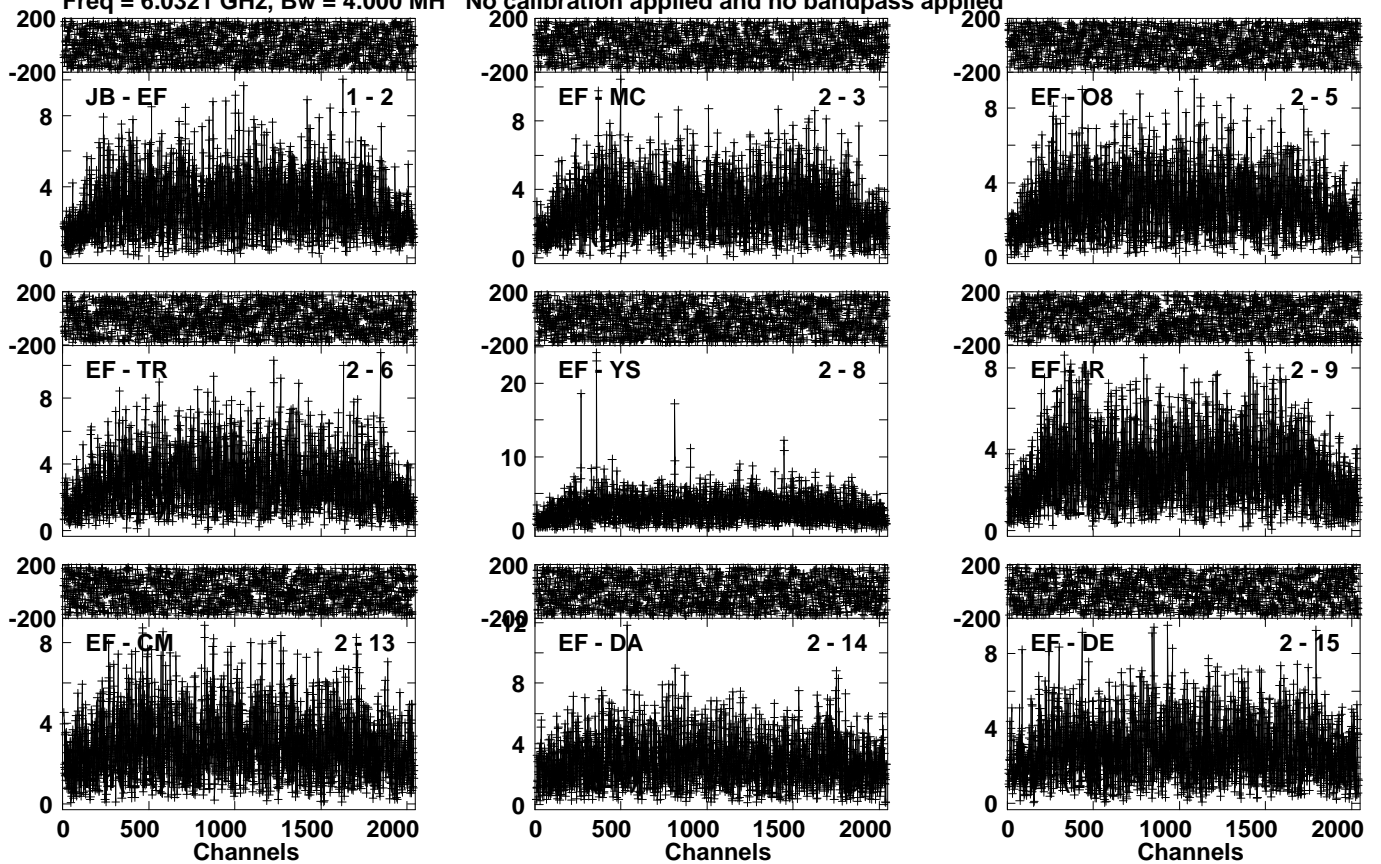 Freq = 6.0321 GHz, Bw = 4.000 MH No calibration applied and no bandpass applied
200 200 200
-200 -200 -200
JB - EF 1 - 2 EF - MC 2 - 3 EF - O8 2 - 5
8 8 8
4 4 4
0 0 0
200 200 200
-200 -200 -200
EF - TR 2 - 6 EF - YS 2 - 8 EF - IR 2 - 9
8 20 8
4 10 4
0 0 0
200 200 200
-200 -200 -200
12
EF - CM 2 - 13 EF - DA 2 - 14 EF - DE 2 - 15
8 8 8
4 4 4
0 0 0
0 500 1000 1500 2000 0 500 1000 1500 2000 0 500 1000 1500 2000
Channels Channels Channels